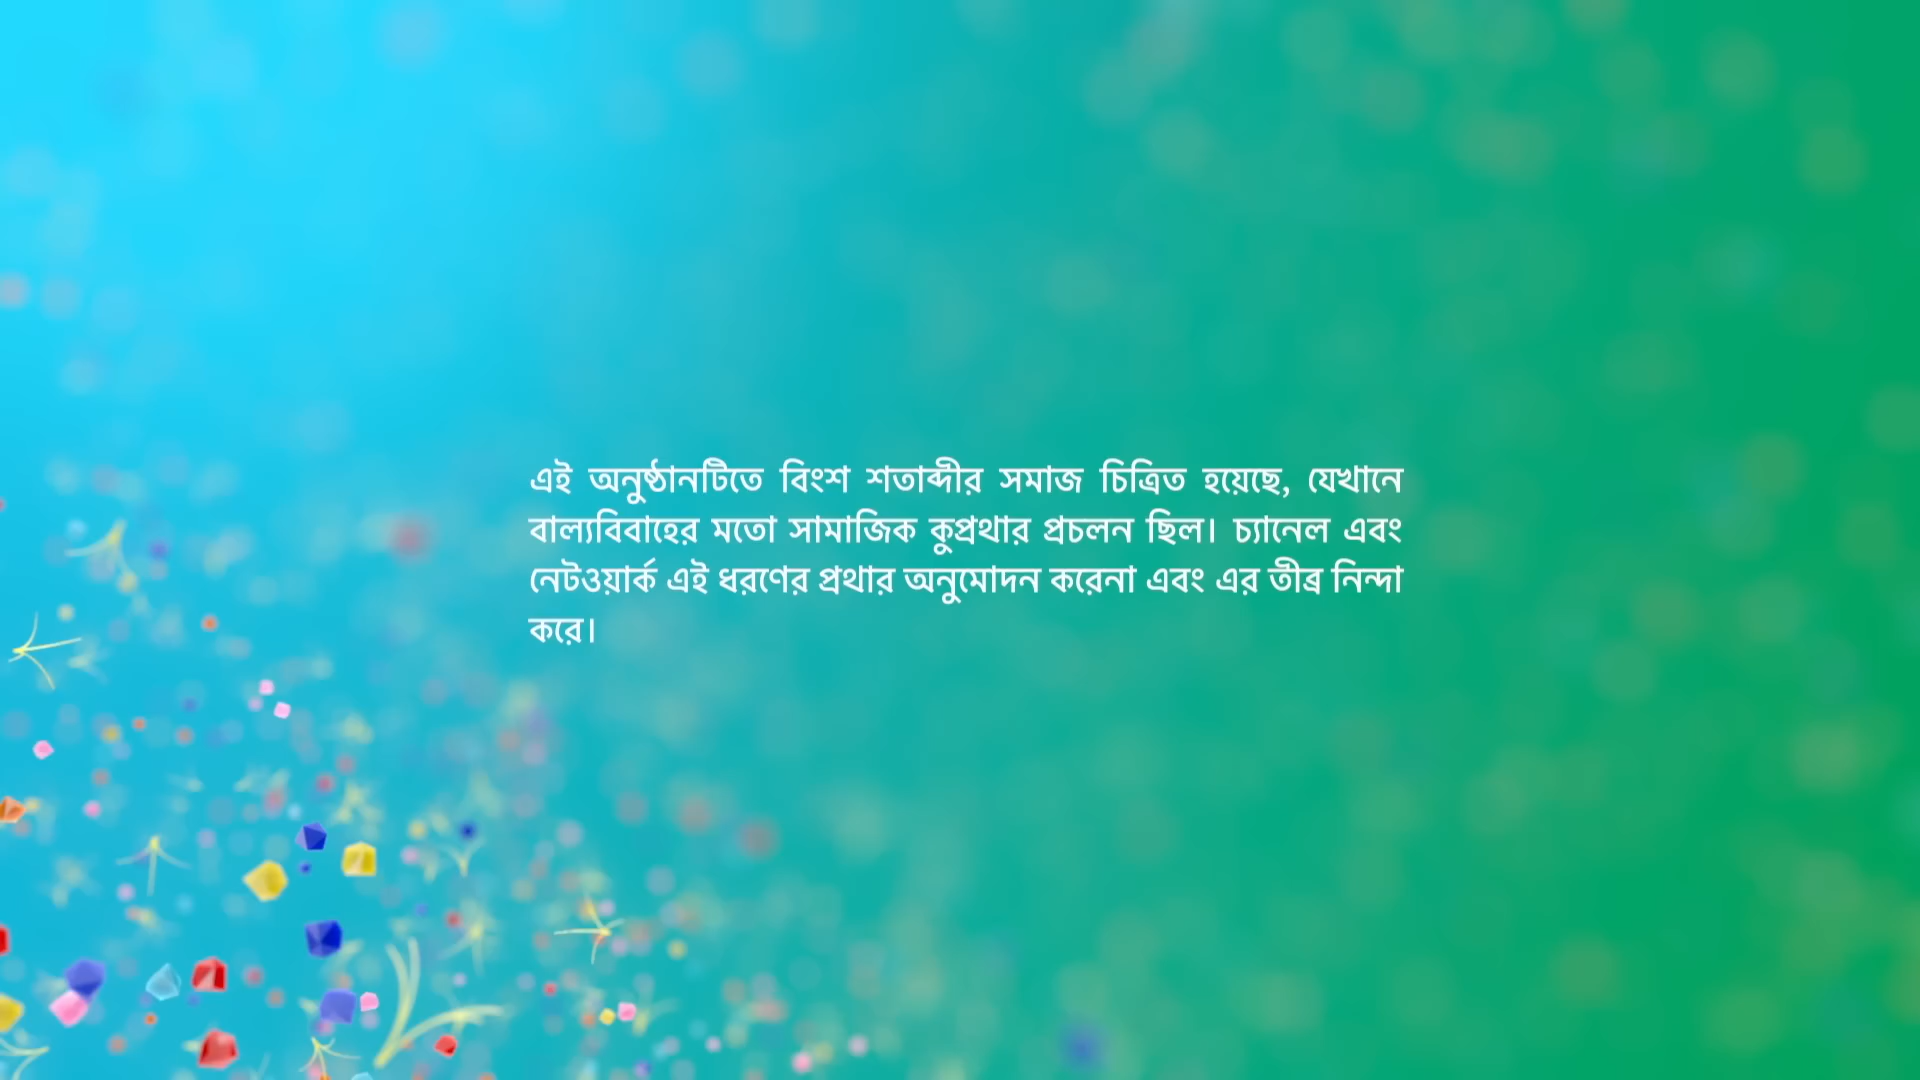 এই অনুষ্ঠানটিতে বিংশ শতাব্দীর সমাজ চিত্রিত হয়েছে, যেখানে
বাল্যবিবাহের মতো সামাজিক কুপ্রথার প্রচলন ছিল। চ্যানেল এবং
নেটওয়ার্ক এই ধরণের প্রথার অনুমোদন করেনা এবং এর তীব্র নিন্দা
করে।